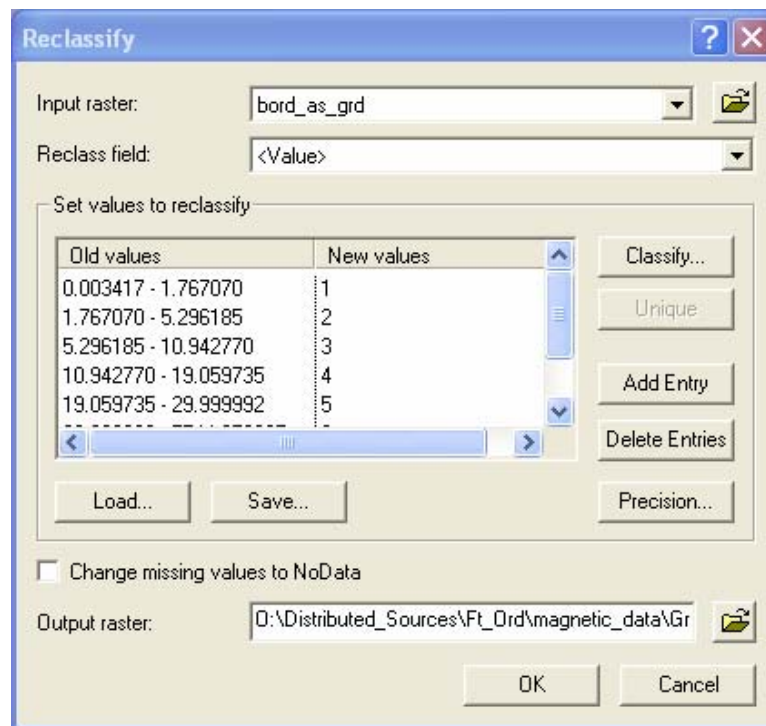 Reclassify
Input raster: bord_as_grd
Reclass field: <Value>
Set values to reclassify
Old values New values
0.003417 - 1.767070 1
1.767070 - 5.296185 2
5.296185 - 10.942770 3
10.942770 - 19.059735 4
19.059735 - 29.999992 5
Classify...
Unique
Add Entry
Delete Entries
Load... Save... Precision...
Change missing values to NoData
Output raster: O:\Distributed_Sources\Ft_Ord\magnetic_data\Gr
OK Cancel